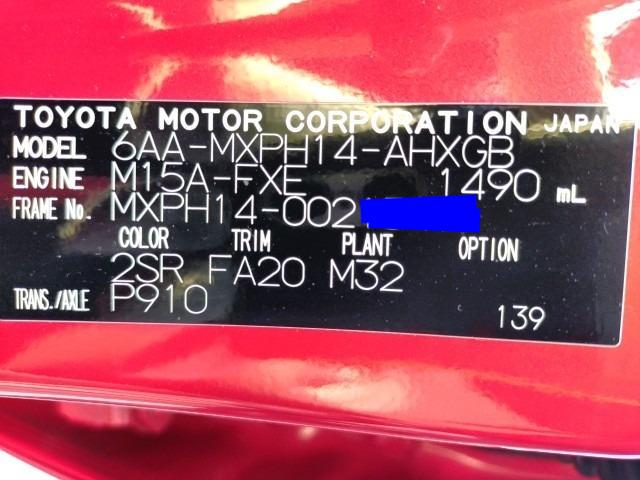 TOYOTA MOTOR CORPORATION JAPAN
MODEL 6AA-MXPH14-AHXGB
ENGINE M15A-FXE 1490 mL
FRAME No. MXPH14-002
COLOR TRIM PLANT OPTION
2SR FA20 M32
TRANS./AXLE P910
139